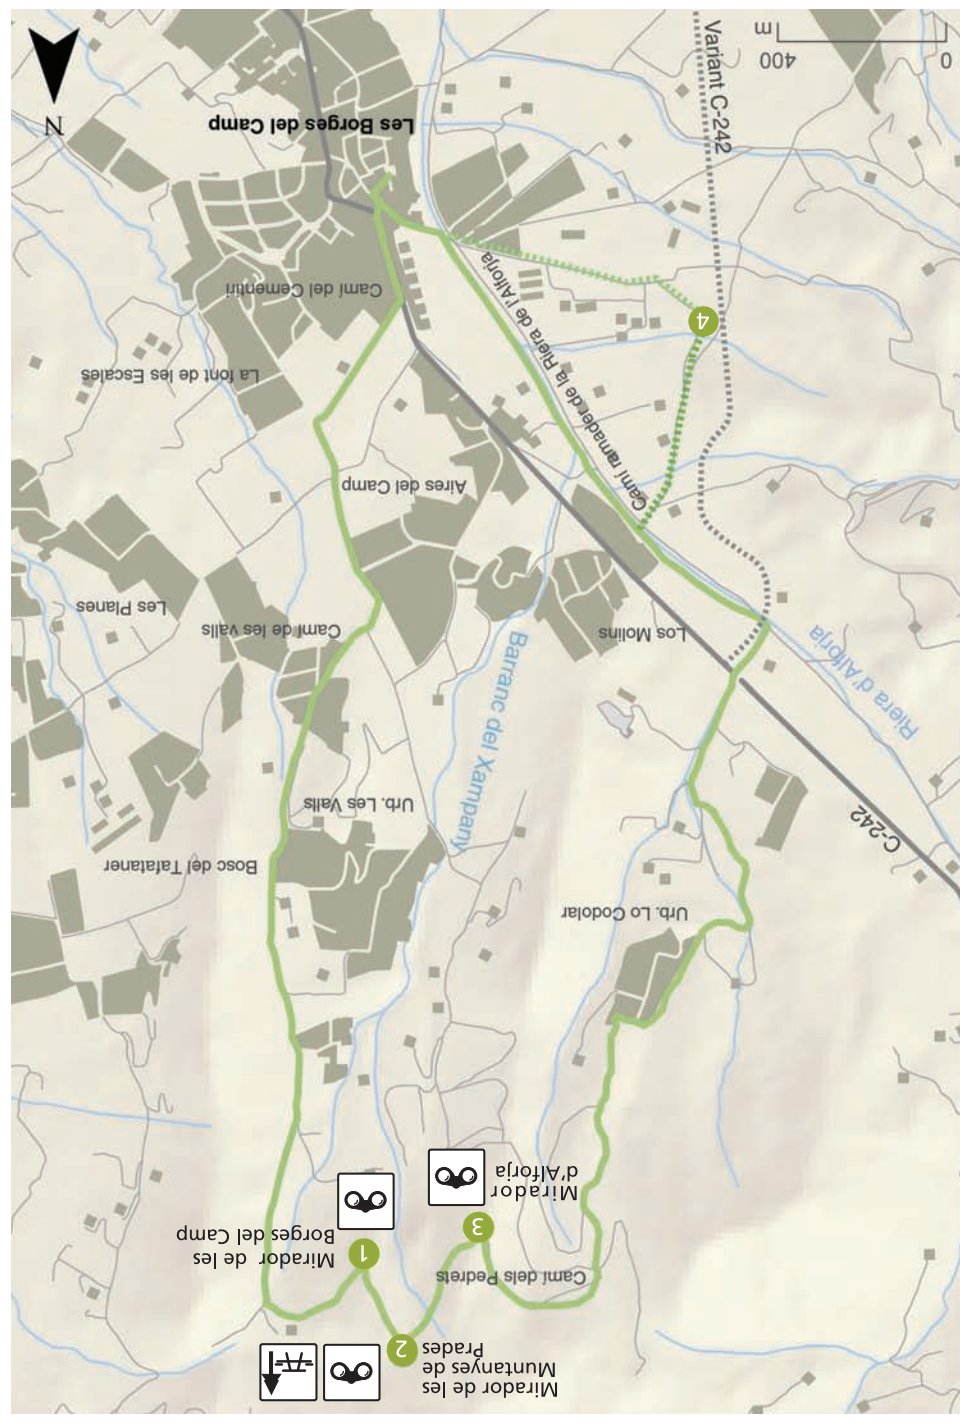 Mirador de les
Muntanyes de
Prades
2
Camí dels Pedrets
Mirador de les
Borges del Camp
1
3
Mirador
d'Alforja
Urb. Lo Codolar
Bosc del Tafataner
C-242
Urb. Les Valls
Barranc del Xampany
Riera d'Alforja
Los Molins
Camí de les valls
Les Planes
Aires del Camp
Camí ramader de la Riera de l'Alforja
La font de les Escales
4
Camí del Cementiri
Les Borges del Camp
N
Variant C-242
0
400
m